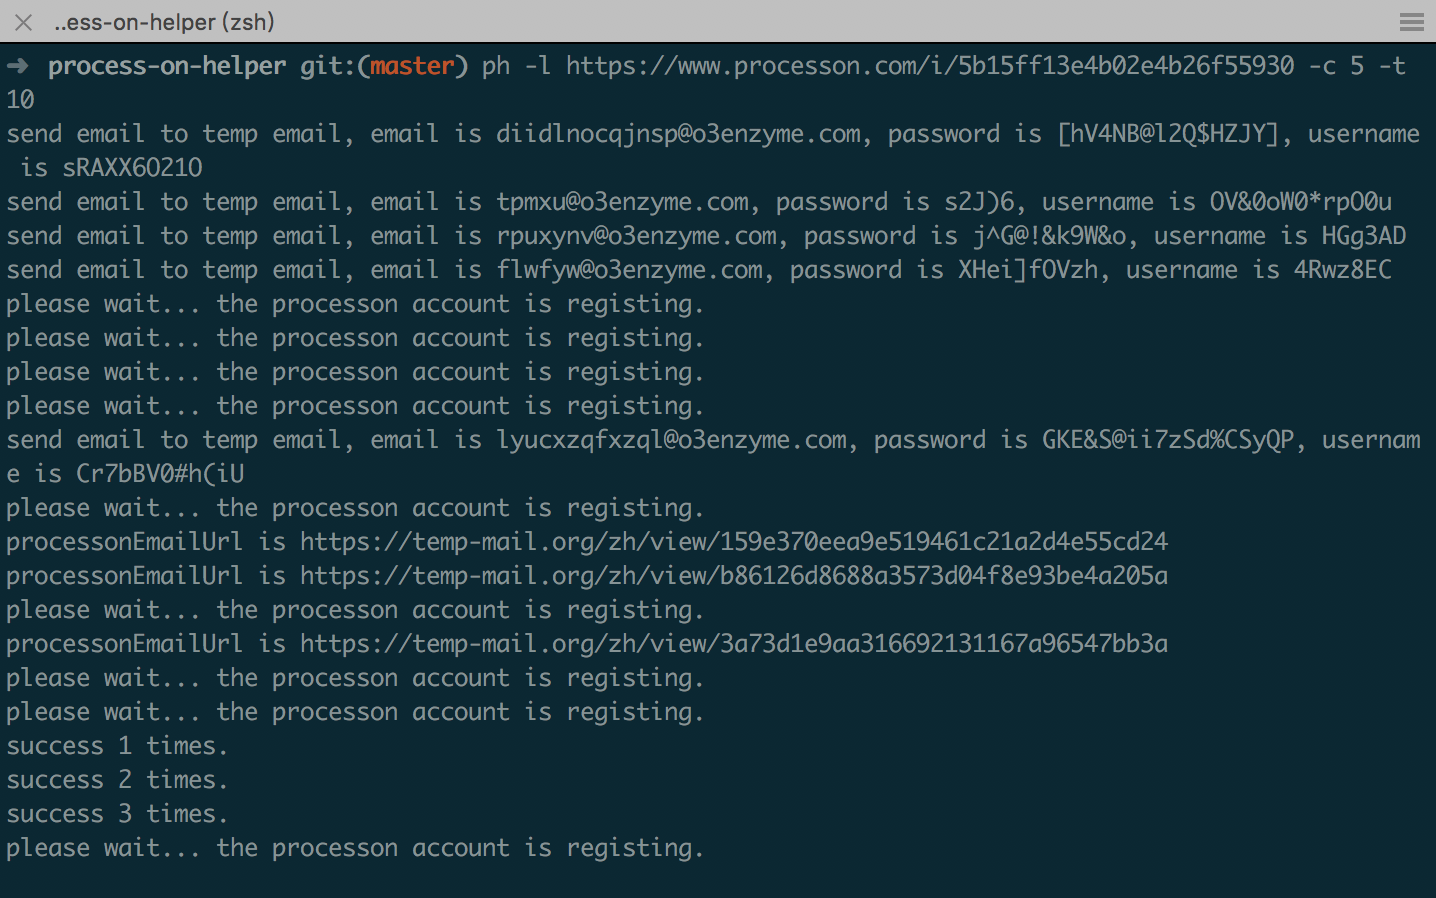 ..ess-on-helper (zsh)
➜ process-on-helper git:(master) ph -l https://www.processon.com/i/5b15ff13e4b02e4b26f55930 -c 5 -t
10
send email to temp email, email is diidlnocqjnsp@o3enzyme.com, password is [hV4NB@l2Q$HZJY], username
is sRAXX6O21O
send email to temp email, email is tpmxu@o3enzyme.com, password is s2J)6, username is OV&0oW0*rpO0u
send email to temp email, email is rpuxynv@o3enzyme.com, password is j^G@!&k9W&o, username is HGg3AD
send email to temp email, email is flwfyw@o3enzyme.com, password is XHei]fOVzh, username is 4Rwz8EC
please wait... the processon account is registing.
please wait... the processon account is registing.
please wait... the processon account is registing.
please wait... the processon account is registing.
send email to temp email, email is lyucxzqfxzql@o3enzyme.com, password is GKE&S@ii7zSd%CSyQP, usernam
e is Cr7bBV0#h(iU
please wait... the processon account is registing.
processonEmailUrl is https://temp-mail.org/zh/view/159e370eea9e519461c21a2d4e55cd24
processonEmailUrl is https://temp-mail.org/zh/view/b86126d8688a3573d04f8e93be4a205a
please wait... the processon account is registing.
processonEmailUrl is https://temp-mail.org/zh/view/3a73d1e9aa316692131167a96547bb3a
please wait... the processon account is registing.
please wait... the processon account is registing.
success 1 times.
success 2 times.
success 3 times.
please wait... the processon account is registing.